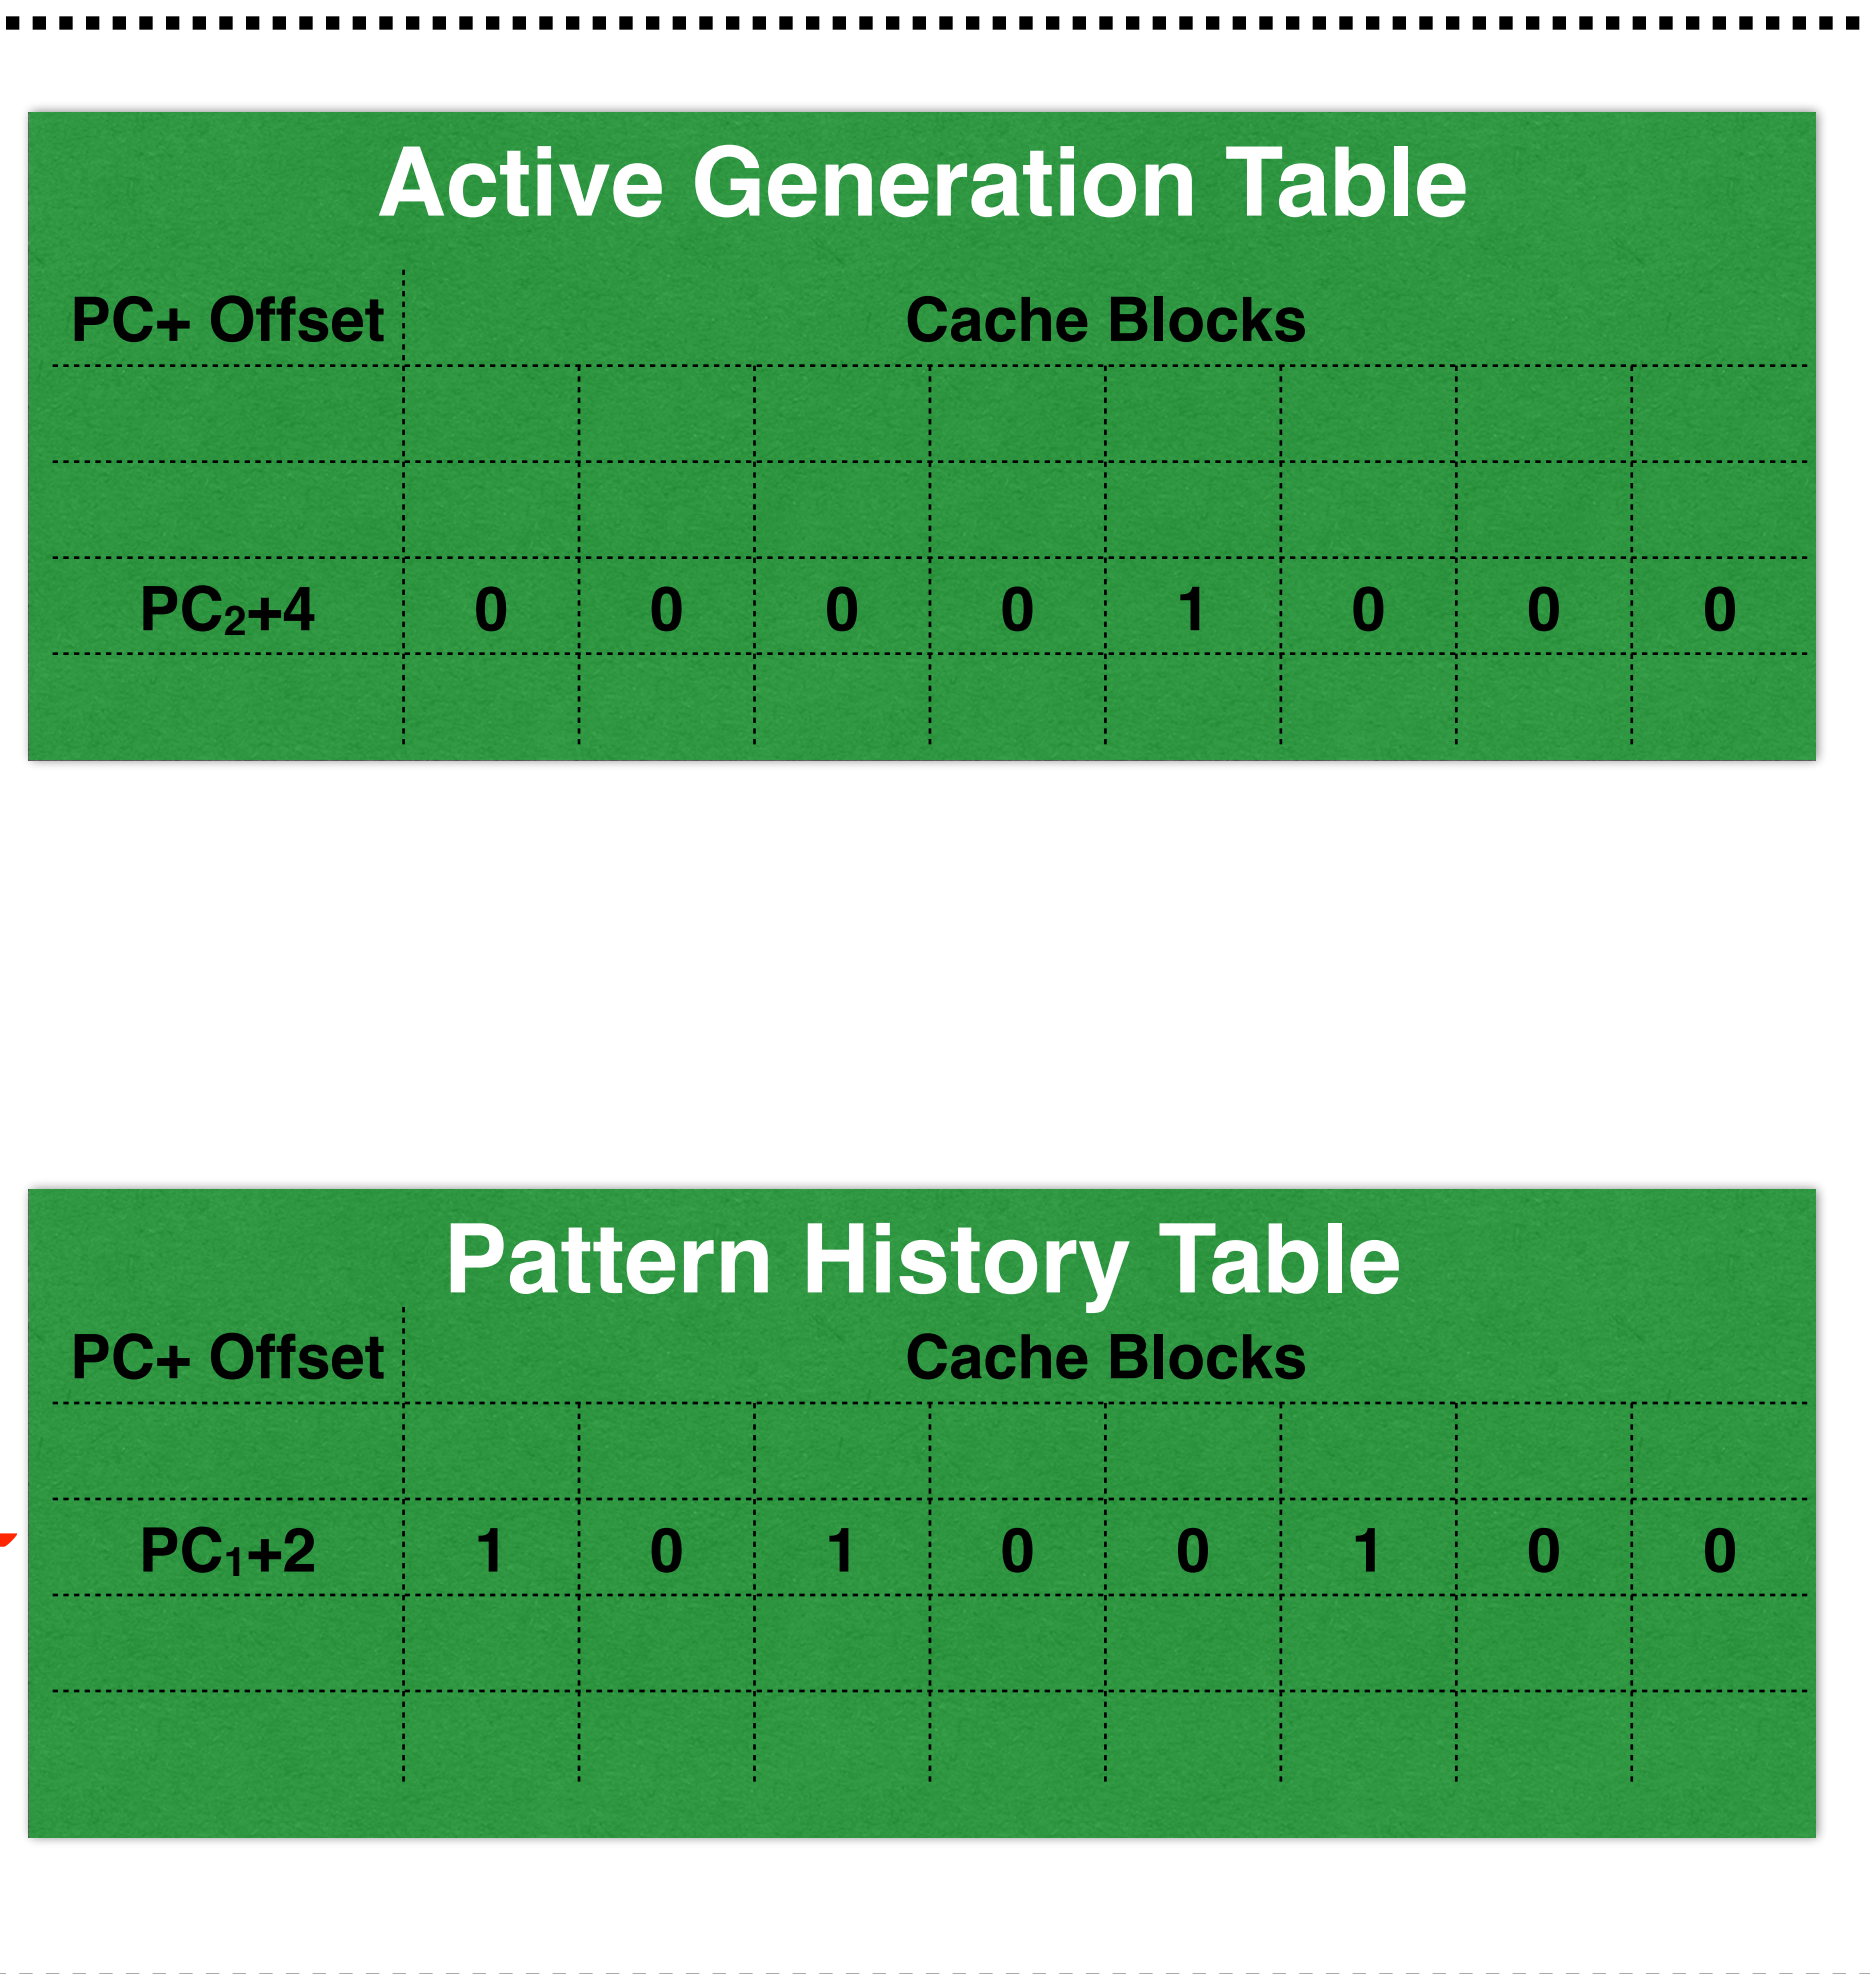 Active Generation Table
PC+ Offset Cache Blocks
PC₂+4 0 0 0 0 1 0 0 0
Pattern History Table
PC+ Offset Cache Blocks
PC₁+2 1 0 1 0 0 1 0 0